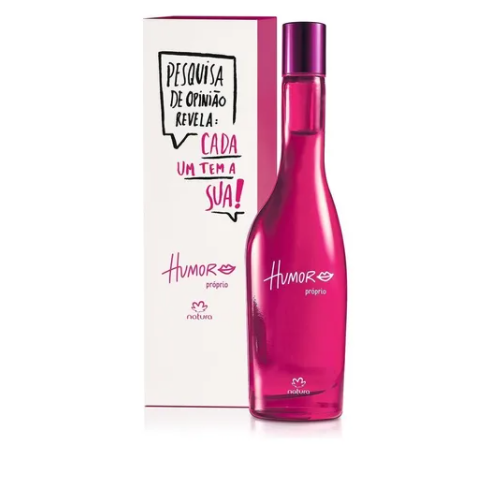 PESQUISA
DE OPINIÃO
REVELA:
CADA
UM TEM A
SUA!
HUMOR
próprio
natura
HUMOR
próprio
natura